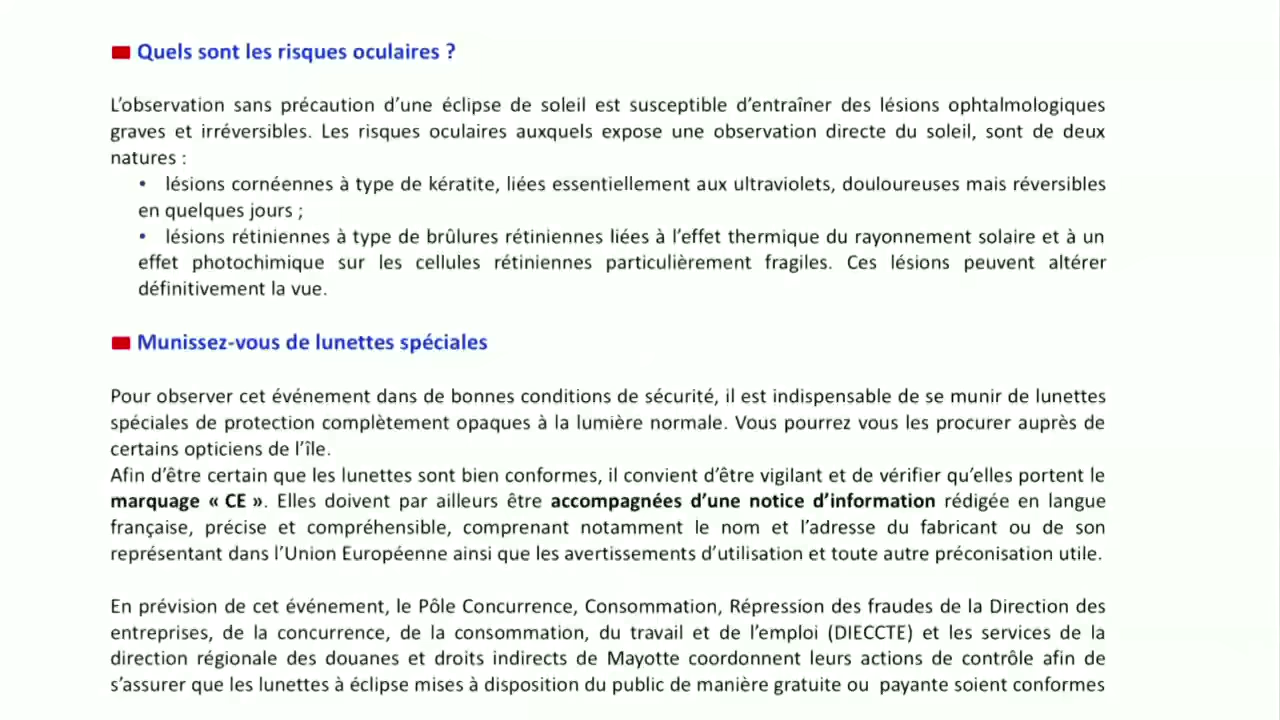 Quels sont les risques oculaires ?
L'observation sans précaution d'une éclipse de soleil est susceptible d'entraîner des lésions ophtalmologiques
graves et irréversibles. Les risques oculaires auxquels expose une observation directe du soleil, sont de deux
natures :
• lésions cornéennes à type de kératite, liées essentiellement aux ultraviolets, douloureuses mais réversibles
en quelques jours ;
• lésions rétiniennes à type de brûlures rétiniennes liées à l'effet thermique du rayonnement solaire et à un
effet photochimique sur les cellules rétiniennes particulièrement fragiles. Ces lésions peuvent altérer
définitivement la vue.
Munissez-vous de lunettes spéciales
Pour observer cet événement dans de bonnes conditions de sécurité, il est indispensable de se munir de lunettes
spéciales de protection complètement opaques à la lumière normale. Vous pourrez vous les procurer auprès de
certains opticiens de l'île.
Afin d'être certain que les lunettes sont bien conformes, il convient d'être vigilant et de vérifier qu'elles portent le
marquage « CE ». Elles doivent par ailleurs être accompagnées d'une notice d'information rédigée en langue
française, précise et compréhensible, comprenant notamment le nom et l'adresse du fabricant ou de son
représentant dans l'Union Européenne ainsi que les avertissements d'utilisation et toute autre préconisation utile.
En prévision de cet événement, le Pôle Concurrence, Consommation, Répression des fraudes de la Direction des
entreprises, de la concurrence, de la consommation, du travail et de l'emploi (DIECCTE) et les services de la
direction régionale des douanes et droits indirects de Mayotte coordonnent leurs actions de contrôle afin de
s'assurer que les lunettes à éclipse mises à disposition du public de manière gratuite ou payante soient conformes